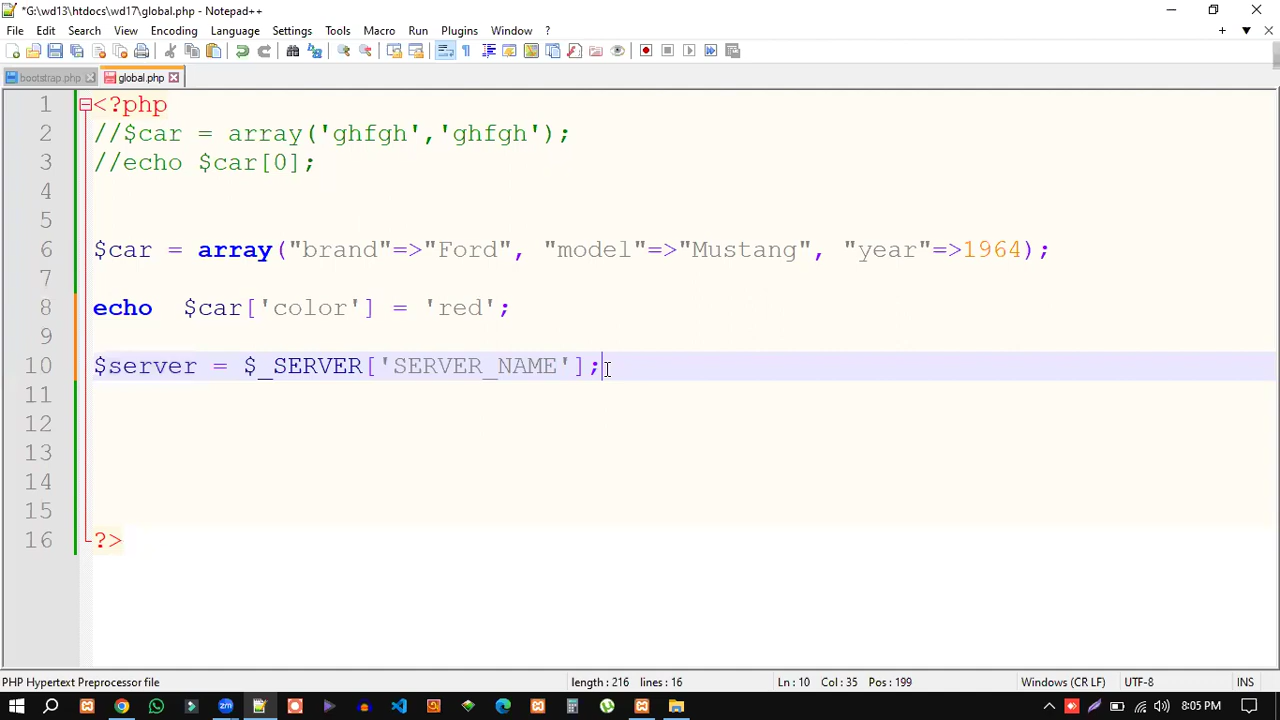 *G:\wd13\htdocs\wd17\global.php - Notepad++
File Edit Search View Encoding Language Settings Tools Macro Run Plugins Window ?
bootstrap.php global.php
1 <?php
2 //$car = array('ghfgh','ghfgh');
3 //echo $car[0];
4
5
6 $car = array("brand"=>"Ford", "model"=>"Mustang", "year"=>1964);
7
8 echo  $car['color'] = 'red';
9
10 $server = $_SERVER['SERVER_NAME'];
11
12
13
14
15
16 ?>
PHP Hypertext Preprocessor file length : 216 lines : 16 Ln : 10 Col : 35 Pos : 199 Windows (CR LF) UTF-8 INS
8:05 PM